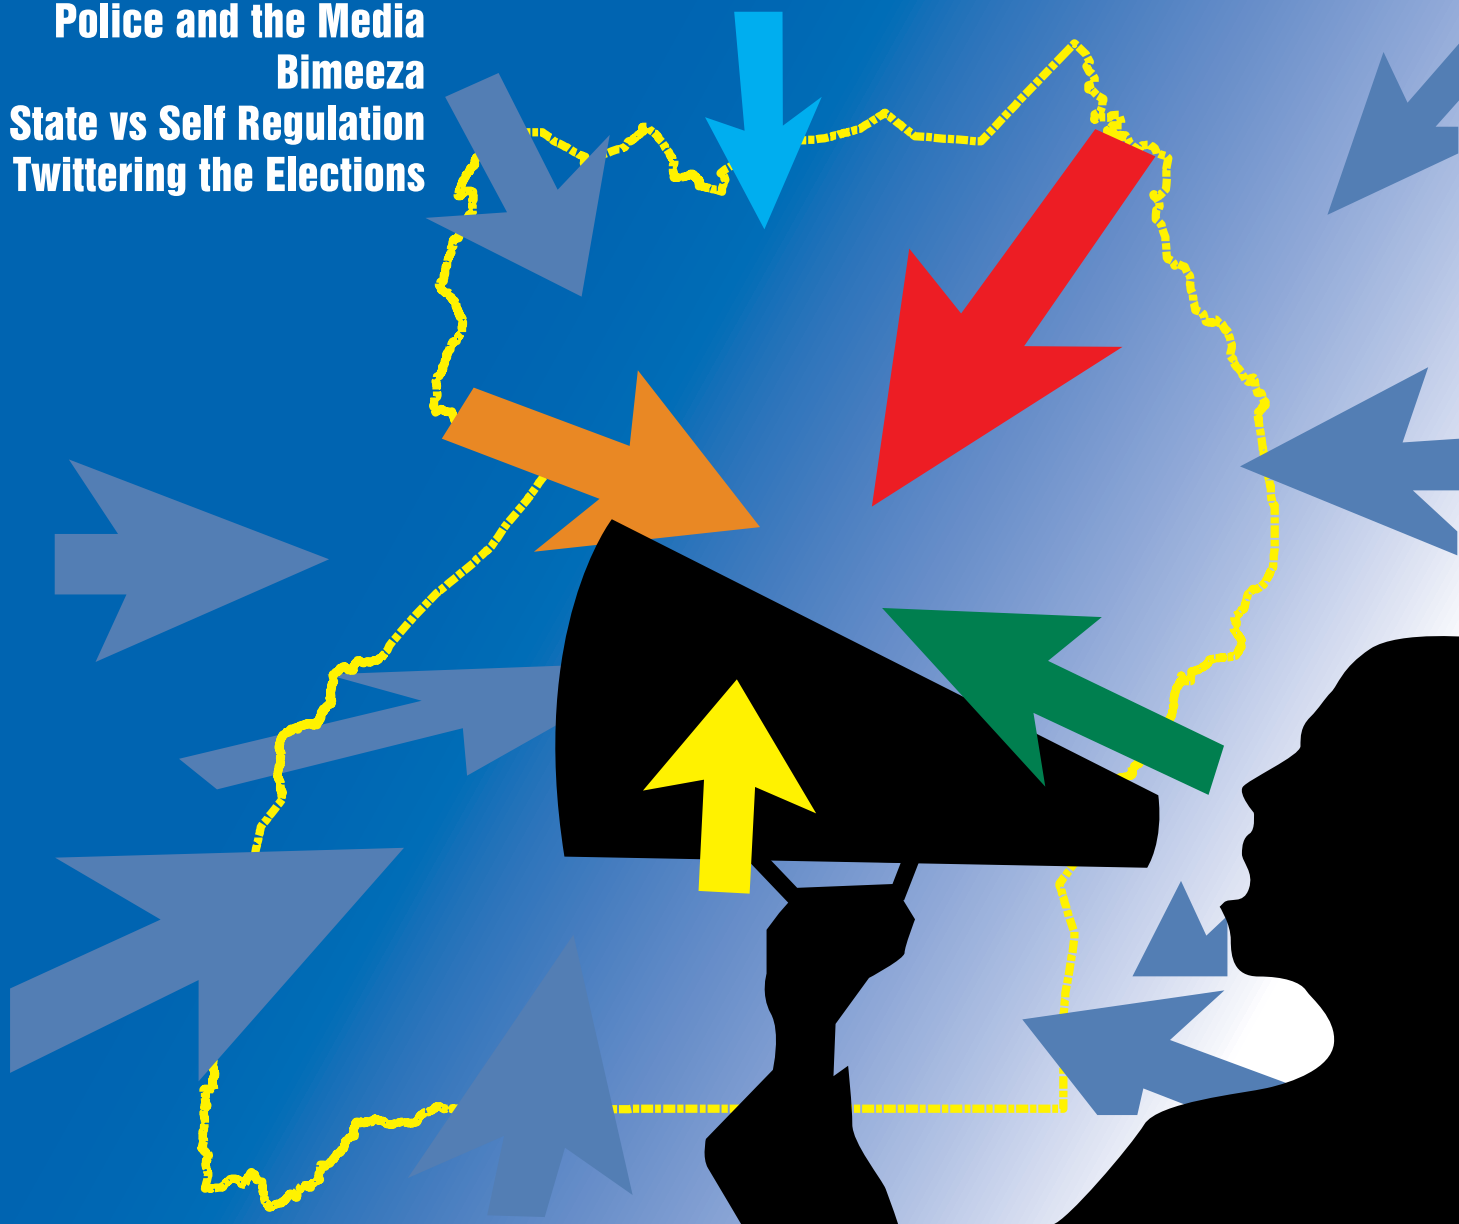 Police and the Media
Bimeeza
State vs Self Regulation
Twittering the Elections